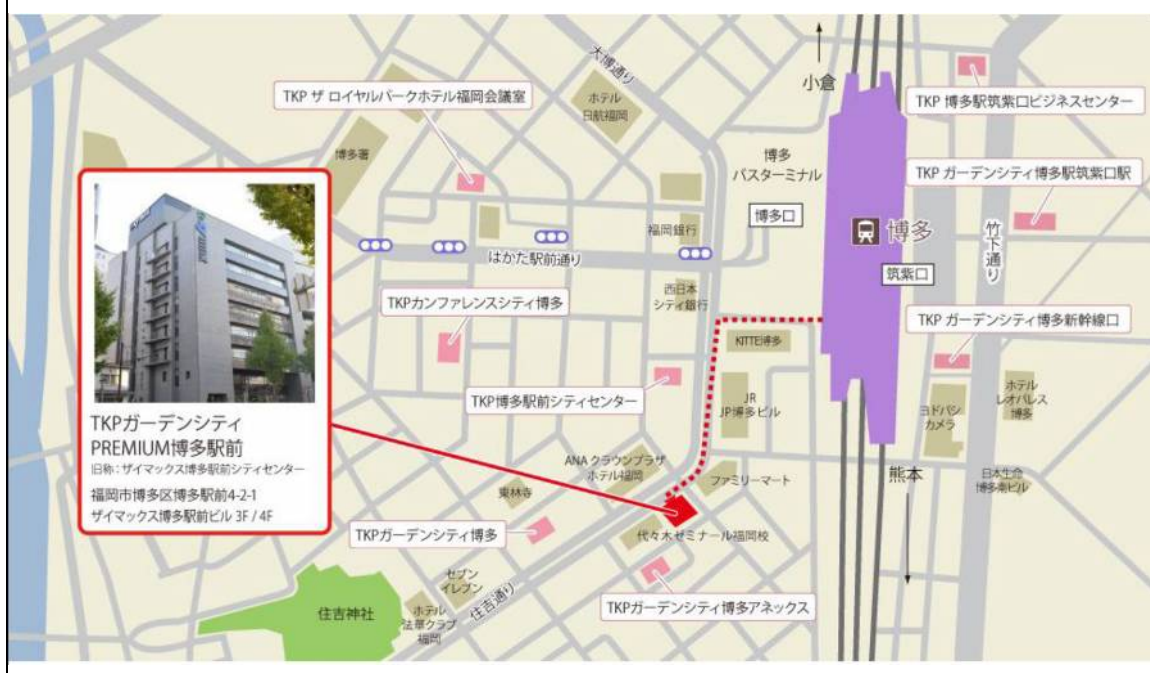 大博通り
小倉
TKP ザ ロイヤルパークホテル福岡会議室
ホテル
日航福岡
TKP 博多駅筑紫口ビジネスセンター
博多署
博多
バスターミナル
TKP ガーデンシティ博多駅筑紫口駅
博多口
福岡銀行
博多
竹下通り
はかた駅前通り
筑紫口
西日本
シティ銀行
TKPカンファレンスシティ博多
TKP ガーデンシティ博多新幹線口
KITTE博多
TKP博多駅前シティセンター
JR
JP博多ビル
ヨドバシ
カメラ
ホテル
レオパレス
博多
TKPガーデンシティ
PREMIUM博多駅前
旧称：ザイマックス博多駅前シティセンター
福岡市博多区博多駅前4-2-1
ザイマックス博多駅前ビル 3F / 4F
ANA クラウンプラザ
ホテル福岡
ファミリーマート
熊本
日本生命
博多南ビル
東林寺
TKPガーデンシティ博多
代々木ゼミナール福岡校
セブン
イレブン
住吉通り
TKPガーデンシティ博多アネックス
住吉神社
ホテル
法華クラブ
福岡